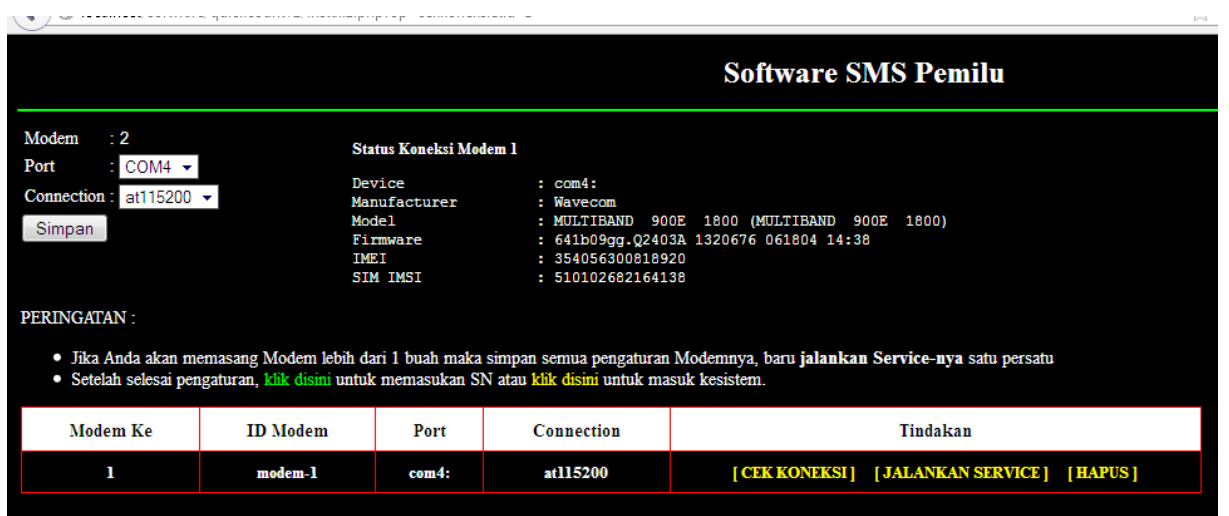 Software SMS Pemilu
Modem : 2
Port : COM4
Connection : at115200
Simpan
Status Koneksi Modem 1
Device : com4:
Manufacturer : Wavecom
Model : MULTIBAND 900E 1800 (MULTIBAND 900E 1800)
Firmware : 641b09gg.Q2403A 1320676 061804 14:38
IMEI : 354056300818920
SIM IMSI : 510102682164138
PERINGATAN :
Jika Anda akan memasang Modem lebih dari 1 buah maka simpan semua pengaturan Modemnya, baru jalankan Service-nya satu persatu
Setelah selesai pengaturan, klik disini untuk memasukan SN atau klik disini untuk masuk kesistem.
Modem Ke ID Modem Port Connection Tindakan
1 modem-1 com4: at115200 [ CEK KONEKSI ] [ JALANKAN SERVICE ] [ HAPUS ]